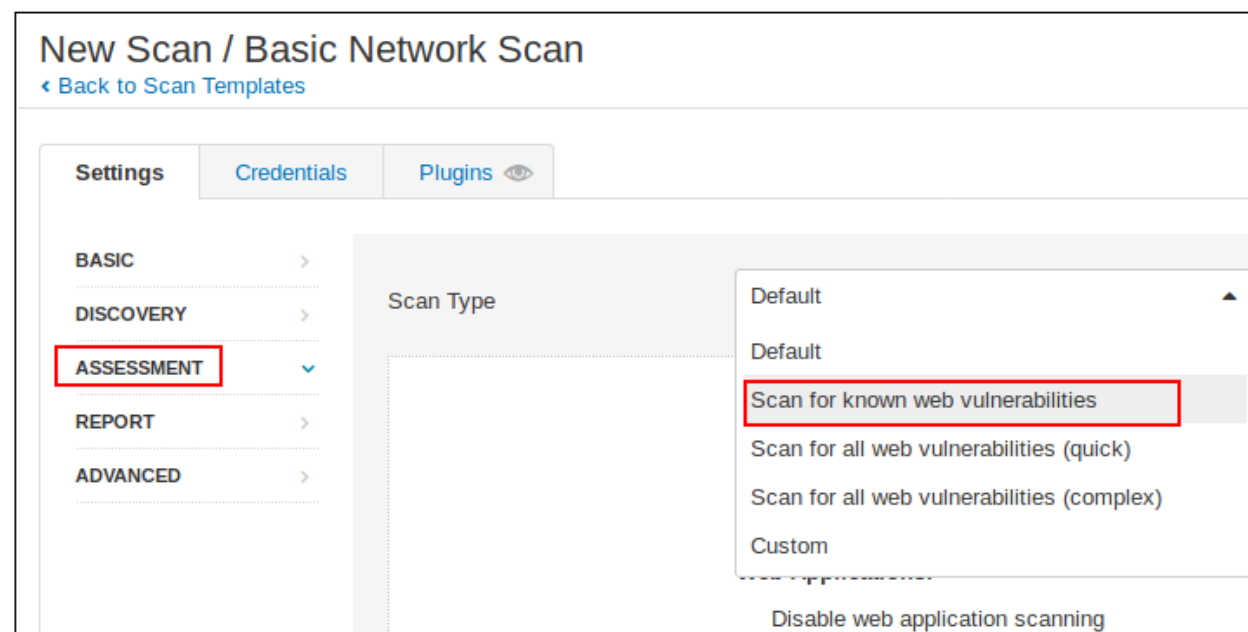 New Scan / Basic Network Scan
Back to Scan Templates
Settings
Credentials
Plugins
BASIC
DISCOVERY
ASSESSMENT
REPORT
ADVANCED
Scan Type
Default
Default
Scan for known web vulnerabilities
Scan for all web vulnerabilities (quick)
Scan for all web vulnerabilities (complex)
Custom
Disable web application scanning